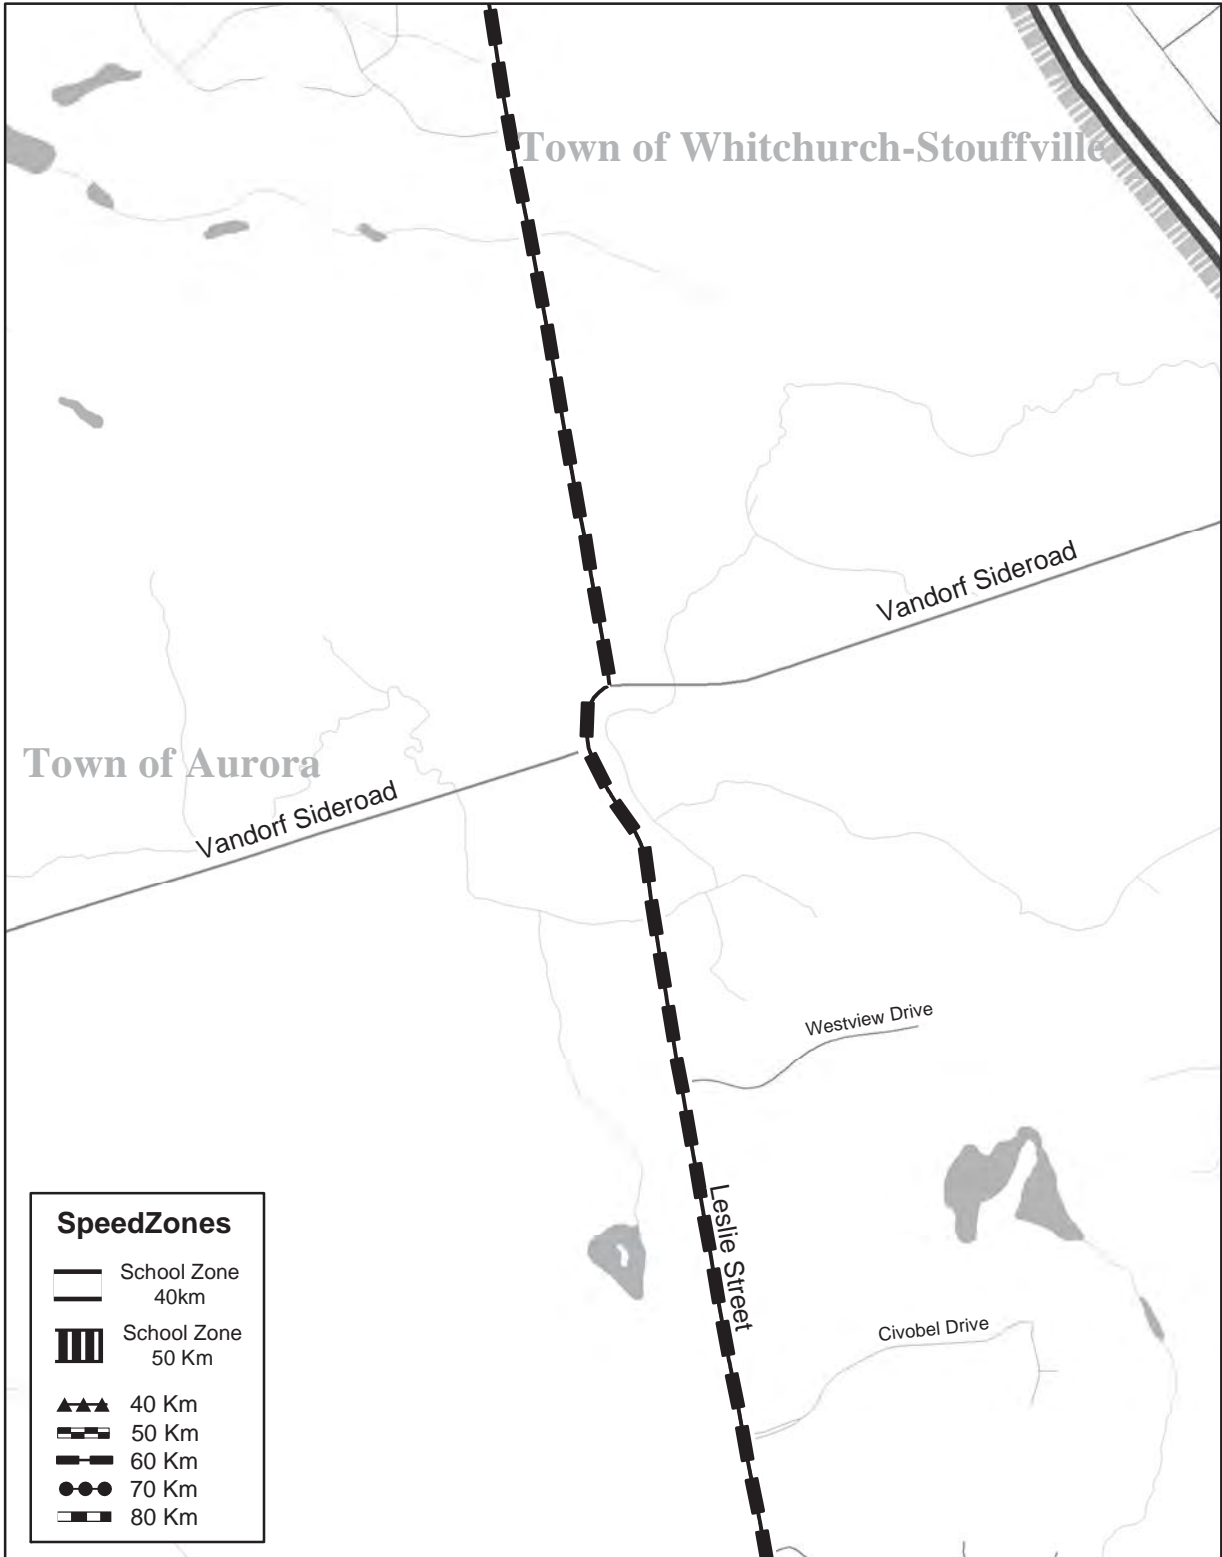 Town of Whitchurch-Stouffville
Vandorf Sideroad
Town of Aurora
Vandorf Sideroad
Westview Drive
Leslie Street
Civobel Drive
SpeedZones
School Zone
40km
School Zone
50 Km
40 Km
50 Km
60 Km
70 Km
80 Km